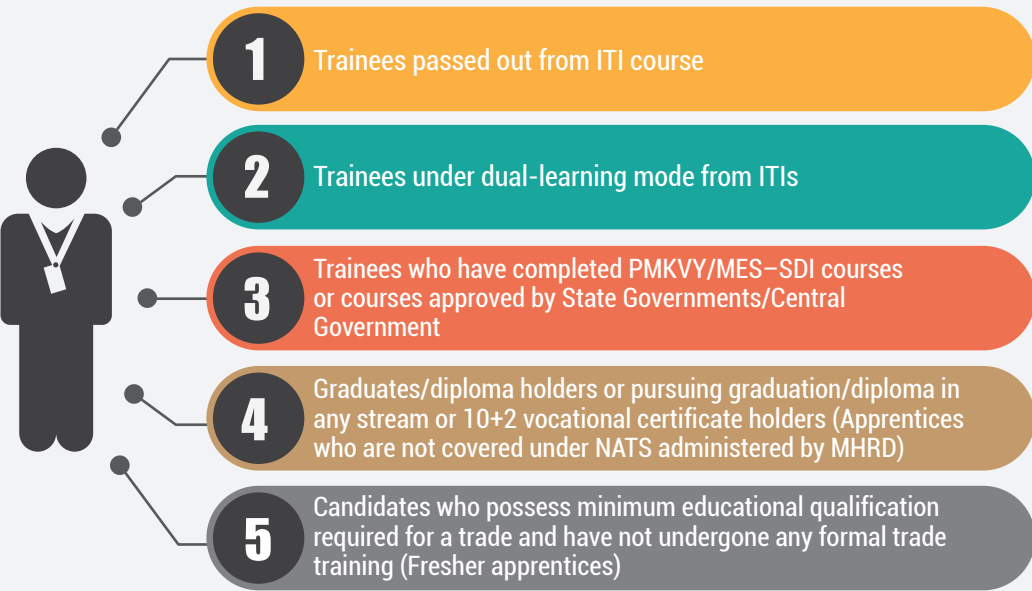 1
Trainees passed out from ITI course
2
Trainees under dual-learning mode from ITIs
3
Trainees who have completed PMKVY/MES–SDI courses
or courses approved by State Governments/Central
Government
4
Graduates/diploma holders or pursuing graduation/diploma in
any stream or 10+2 vocational certificate holders (Apprentices
who are not covered under NATS administered by MHRD)
5
Candidates who possess minimum educational qualification
required for a trade and have not undergone any formal trade
training (Fresher apprentices)